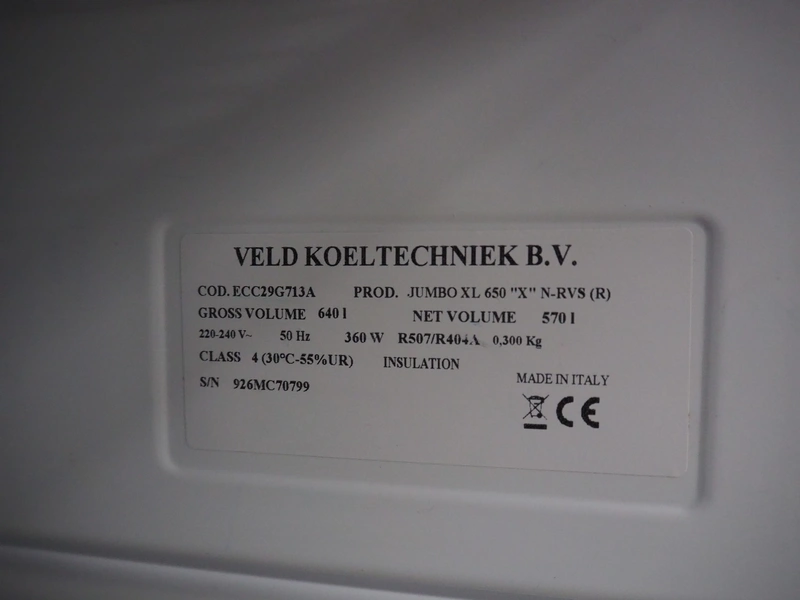 VELD KOELTECHNIEK B.V.
COD. ECC29G713A PROD. JUMBO XL 650 "X" N-RVS (R)
GROSS VOLUME 640 l NET VOLUME 570 l
220-240 V~ 50 Hz 360 W R507/R404A 0,300 Kg
CLASS 4 (30°C-55%UR) INSULATION
S/N 926MC70799
MADE IN ITALY
CE